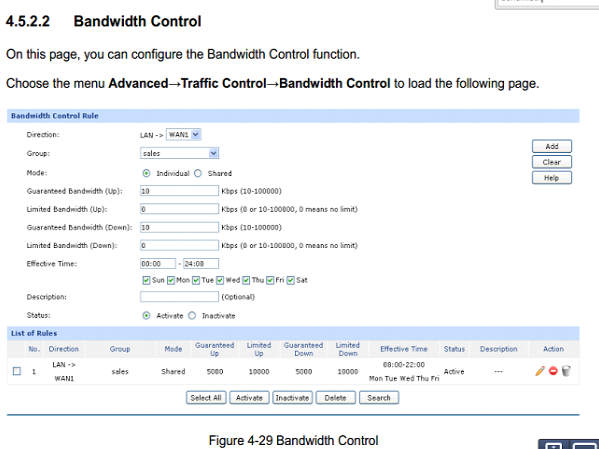 4.5.2.2 Bandwidth Control
On this page, you can configure the Bandwidth Control function.
Choose the menu Advanced→Traffic Control→Bandwidth Control to load the following page.
Bandwidth Control Rule
Direction: LAN -> WAN1
Group: sales
Mode: Individual Shared
Guaranteed Bandwidth (Up): 10 Kbps (10-100000)
Limited Bandwidth (Up): 0 Kbps (0 or 10-100000, 0 means no limit)
Guaranteed Bandwidth (Down): 10 Kbps (10-100000)
Limited Bandwidth (Down): 0 Kbps (0 or 10-100000, 0 means no limit)
Effective Time: 00:00 - 24:00
Sun Mon Tue Wed Thu Fri Sat
Description: (Optional)
Status: Activate Inactivate
Add
Clear
Help
List of Rules
No. Direction Group Mode Guaranteed Up Limited Up Guaranteed Down Limited Down Effective Time Status Description Action
1 LAN -> WAN1 sales Shared 5000 10000 5000 10000 08:00-22:00 Mon Tue Wed Thu Fri Active ---
Select All Activate Inactivate Delete Search
Figure 4-29 Bandwidth Control